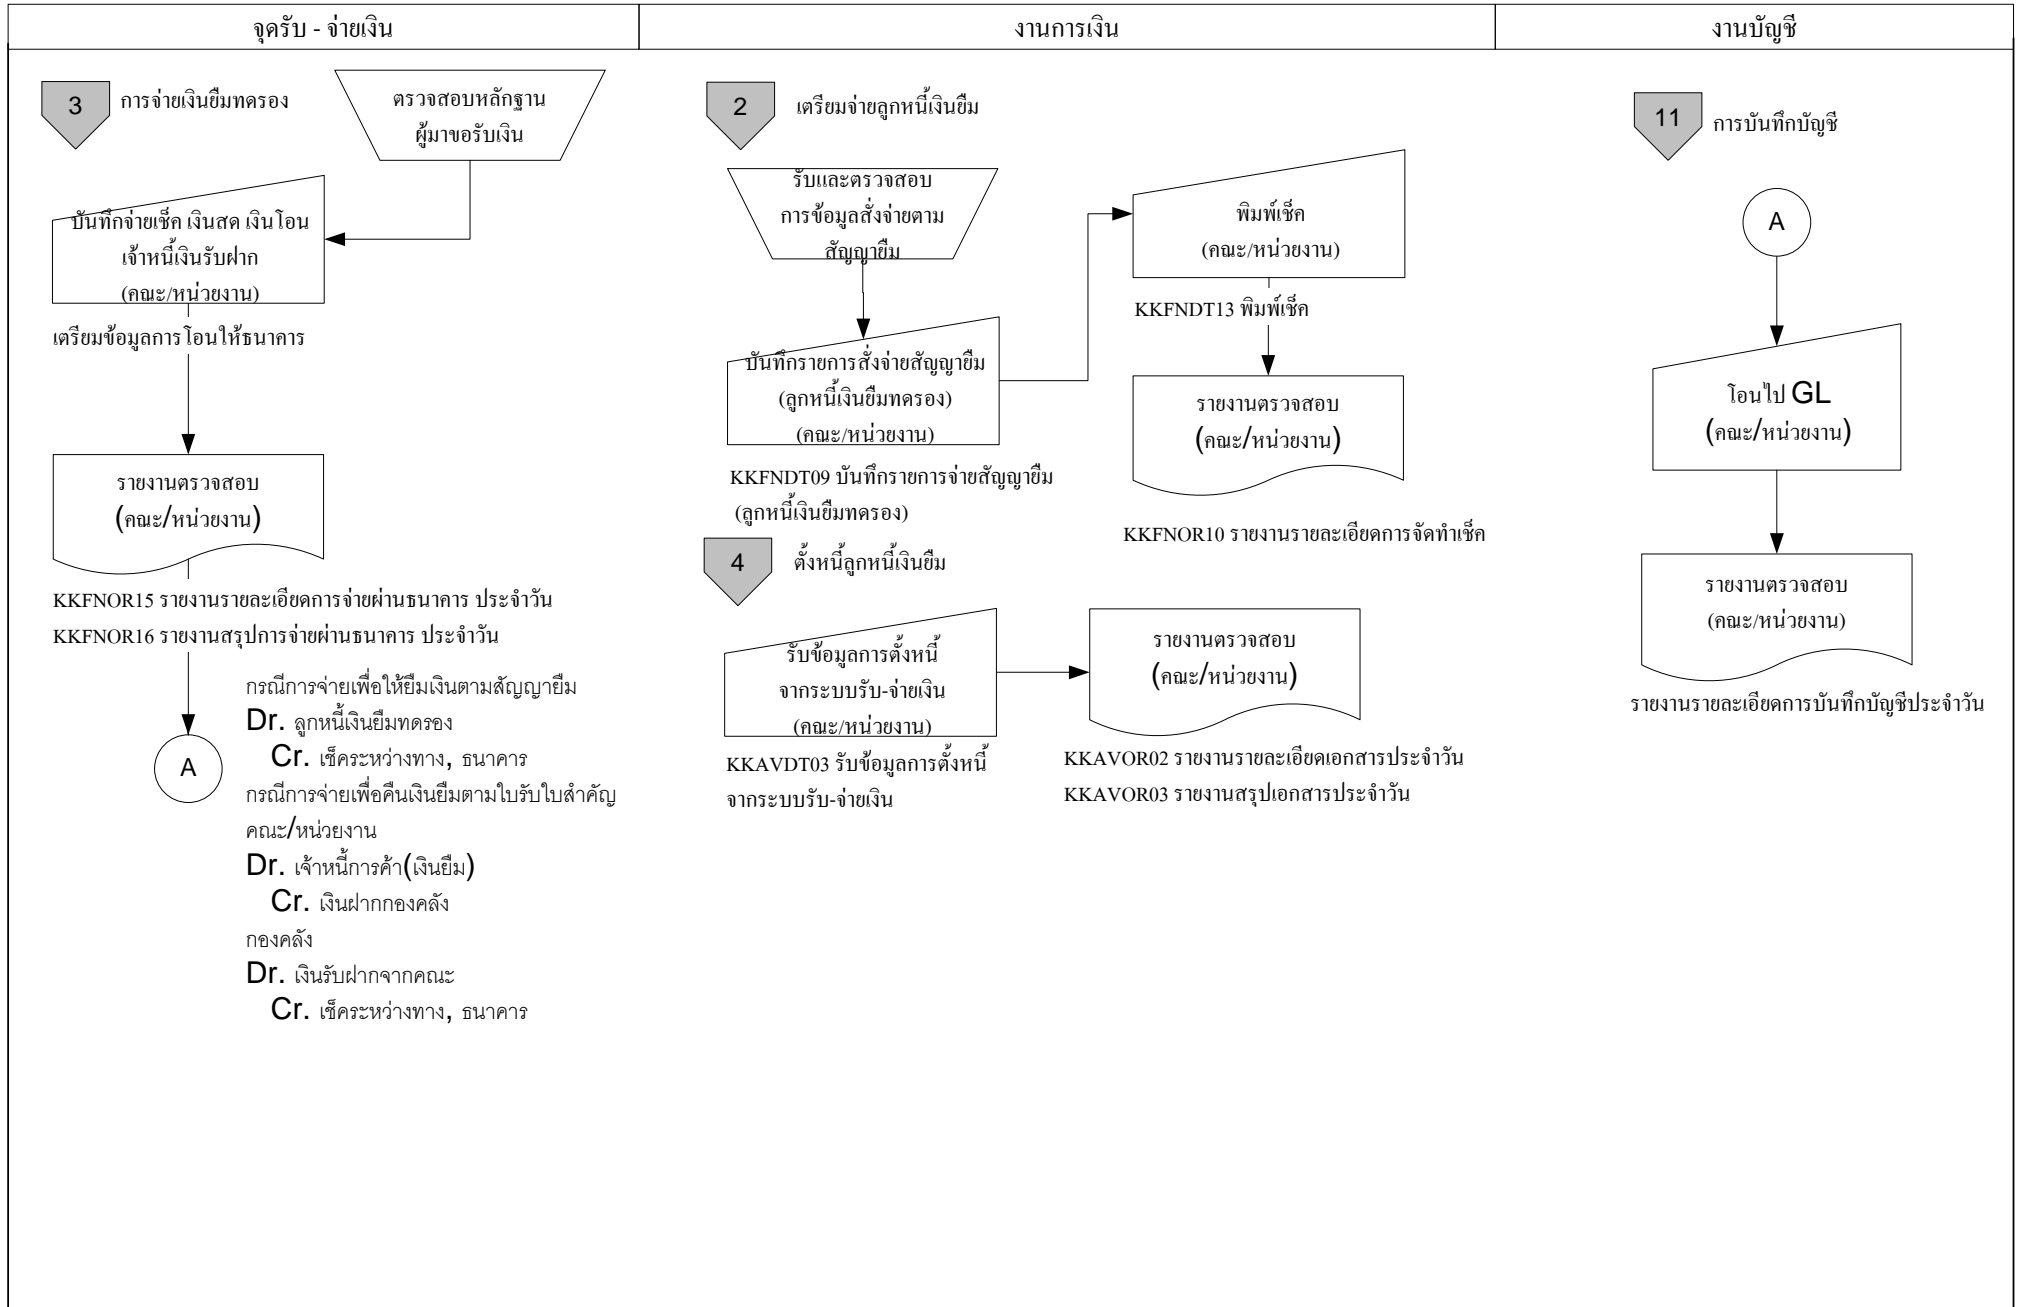 จุดรับ - จ่ายเงิน
งานการเงิน
งานบัญชี
3
การจ่ายเงินยืมทดรอง
ตรวจสอบหลักฐาน
ผู้มาขอรับเงิน
บันทึกจ่ายเช็ค เงินสด เงินโอน
เจ้าหนี้เงินรับฝาก
(คณะ/หน่วยงาน)
เตรียมข้อมูลการโอนให้ธนาคาร
รายงานตรวจสอบ
(คณะ/หน่วยงาน)
KKFNOR15 รายงานรายละเอียดการจ่ายผ่านธนาคาร ประจำวัน
KKFNOR16 รายงานสรุปการจ่ายผ่านธนาคาร ประจำวัน
A
กรณีการจ่ายเพื่อให้ยืมเงินตามสัญญายืม
Dr. ลูกหนี้เงินยืมทดรอง
Cr. เช็คระหว่างทาง, ธนาคาร
กรณีการจ่ายเพื่อคืนเงินยืมตามใบรับใบสำคัญ
คณะ/หน่วยงาน
Dr. เจ้าหนี้การค้า(เงินยืม)
Cr. เงินฝากกองคลัง
กองคลัง
Dr. เงินรับฝากจากคณะ
Cr. เช็คระหว่างทาง, ธนาคาร
2
เตรียมจ่ายลูกหนี้เงินยืม
รับและตรวจสอบ
การข้อมูลสั่งจ่ายตาม
สัญญายืม
บันทึกรายการสั่งจ่ายสัญญายืม
(ลูกหนี้เงินยืมทดรอง)
(คณะ/หน่วยงาน)
KKFNDT09 บันทึกรายการจ่ายสัญญายืม
(ลูกหนี้เงินยืมทดรอง)
พิมพ์เช็ค
(คณะ/หน่วยงาน)
KKFNDT13 พิมพ์เช็ค
รายงานตรวจสอบ
(คณะ/หน่วยงาน)
KKFNOR10 รายงานรายละเอียดการจัดทำเช็ค
4
ตั้งหนี้ลูกหนี้เงินยืม
รับข้อมูลการตั้งหนี้
จากระบบรับ-จ่ายเงิน
(คณะ/หน่วยงาน)
KKAVDT03 รับข้อมูลการตั้งหนี้
จากระบบรับ-จ่ายเงิน
รายงานตรวจสอบ
(คณะ/หน่วยงาน)
KKAVOR02 รายงานรายละเอียดเอกสารประจำวัน
KKAVOR03 รายงานสรุปเอกสารประจำวัน
11
การบันทึกบัญชี
A
โอนไป GL
(คณะ/หน่วยงาน)
รายงานตรวจสอบ
(คณะ/หน่วยงาน)
รายงานรายละเอียดการบันทึกบัญชีประจำวัน